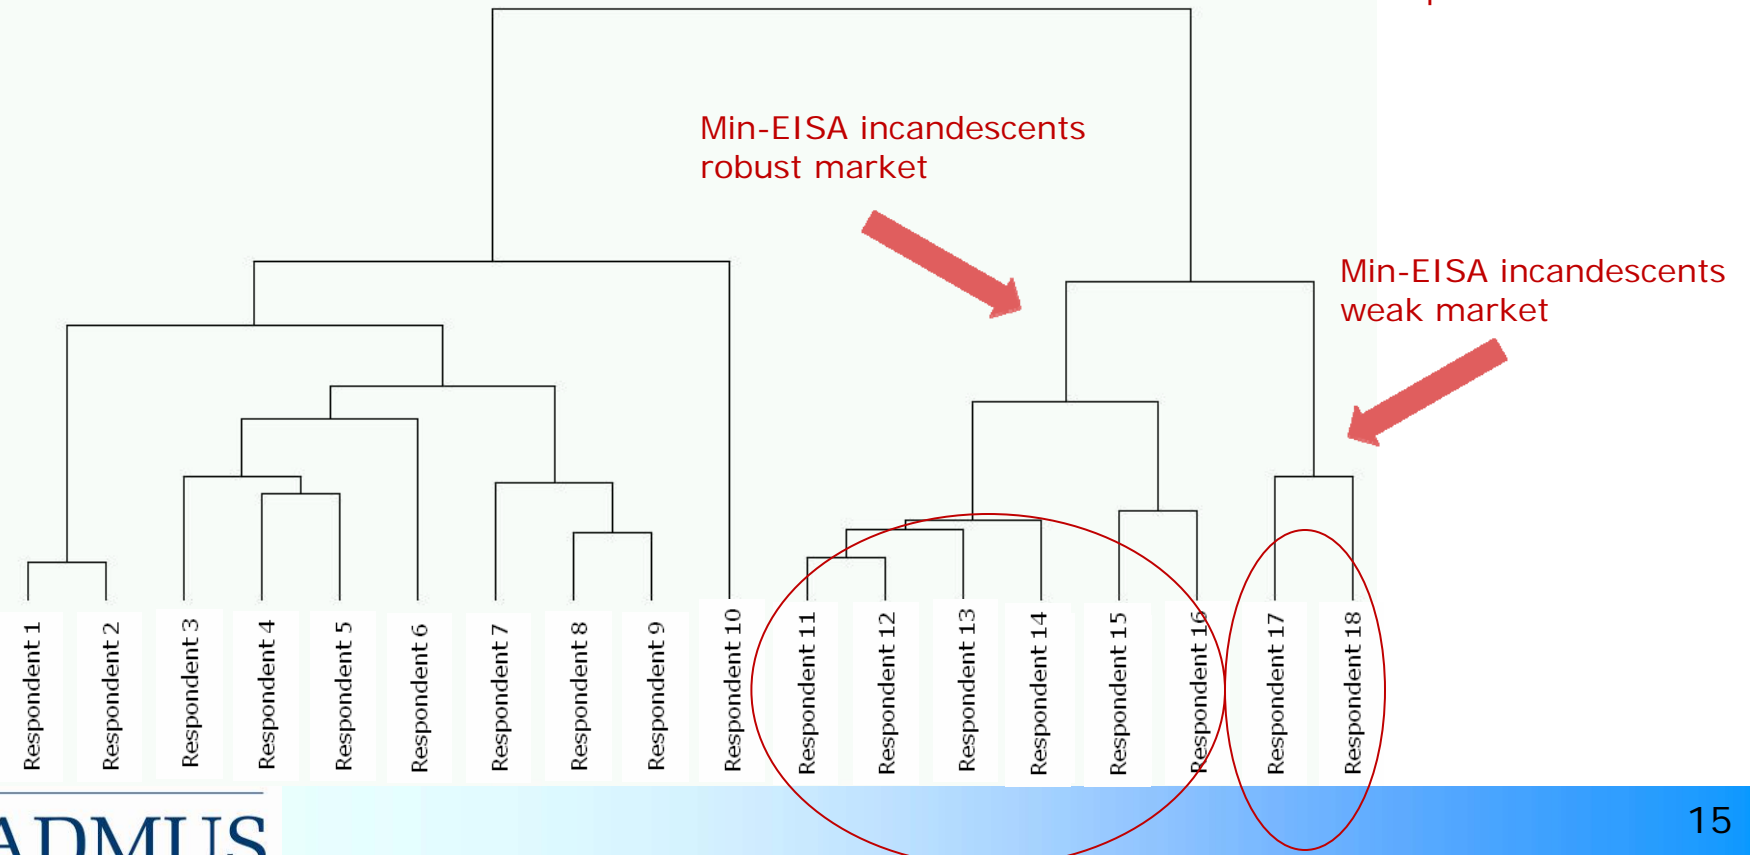 Min-EISA incandescents
robust market
Min-EISA incandescents
weak market
Respondent 1
Respondent 2
Respondent 3
Respondent 4
Respondent 5
Respondent 6
Respondent 7
Respondent 8
Respondent 9
Respondent 10
Respondent 11
Respondent 12
Respondent 13
Respondent 14
Respondent 15
Respondent 16
Respondent 17
Respondent 18
ADMUS
15